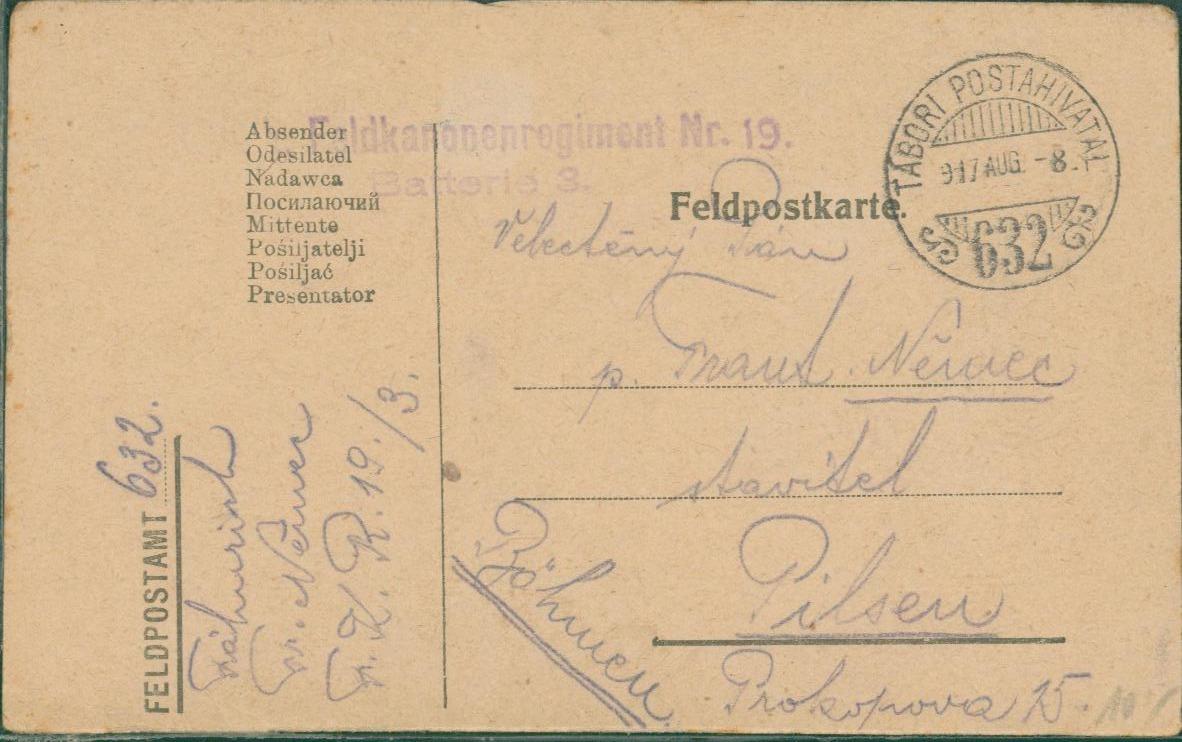 Absender
Odesilatel
Nadawca
Посилаючий
Mittente
Pošiljatelji
Pošiljač
Presentator
Feldkanonenregiment Nr. 19.
Batterie 3.
Feldpostkarte.
TÁBORI POSTAHIVATAL
917 AUG. -8.
632
Velectěný Pán
p. Frant. Němec
stavitel
Pilsen
Prokopova 15.
Böhmen
FELDPOSTAMT 632.
Fähnrich
Fr. Němec
F. K. R. 19./3.